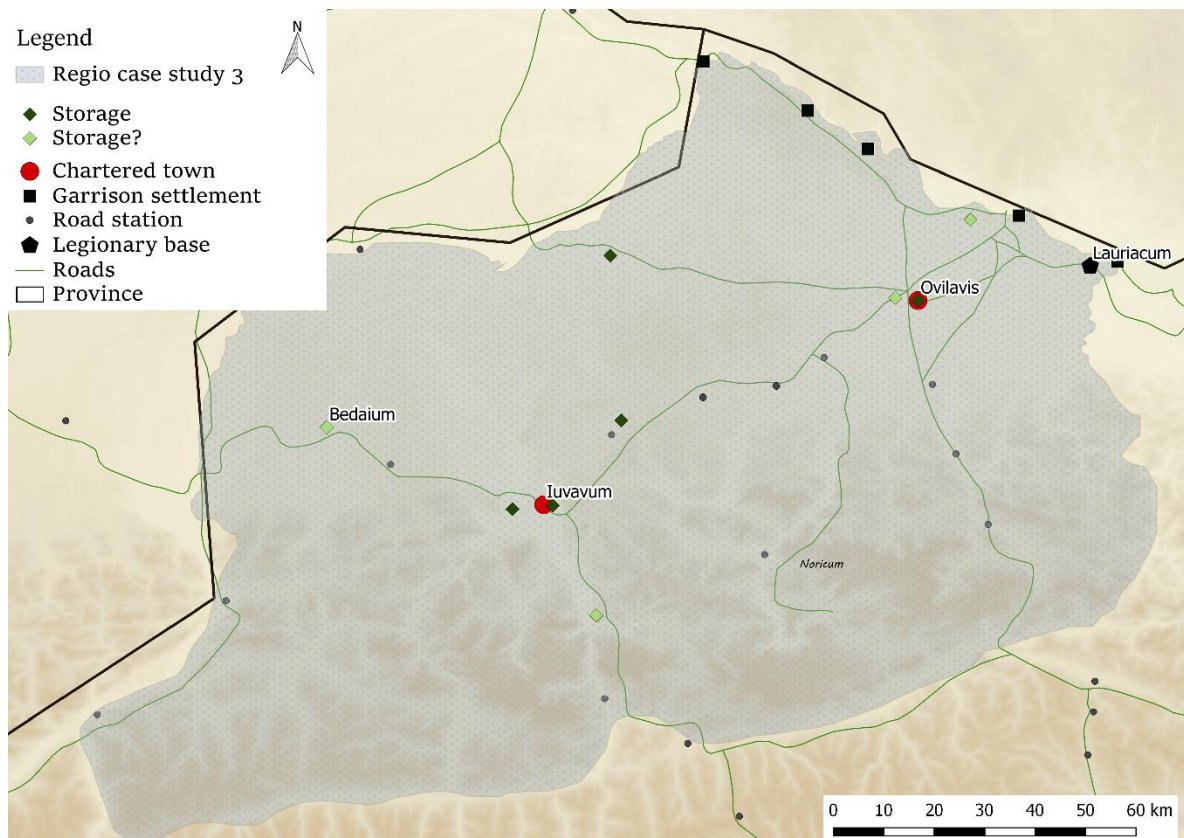 Legend
N
Regio case study 3
Storage
Storage?
Chartered town
Garrison settlement
Road station
Legionary base
Roads
Province
Lauriacum
Ovilavis
Bedaium
Iuvavum
Noricum
0 10 20 30 40 50 60 km